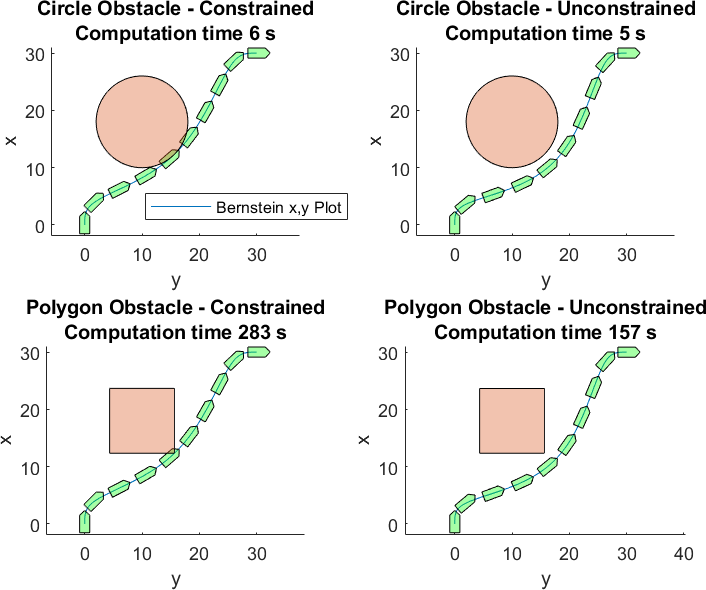 Circle Obstacle - Constrained
Computation time 6 s
30
20
10
0
x
0
10
20
30
y
Bernstein x,y Plot
Circle Obstacle - Unconstrained
Computation time 5 s
30
20
10
0
x
0
10
20
30
y
Polygon Obstacle - Constrained
Computation time 283 s
30
20
10
0
x
0
10
20
30
y
Polygon Obstacle - Unconstrained
Computation time 157 s
30
20
10
0
x
0
10
20
30
40
y